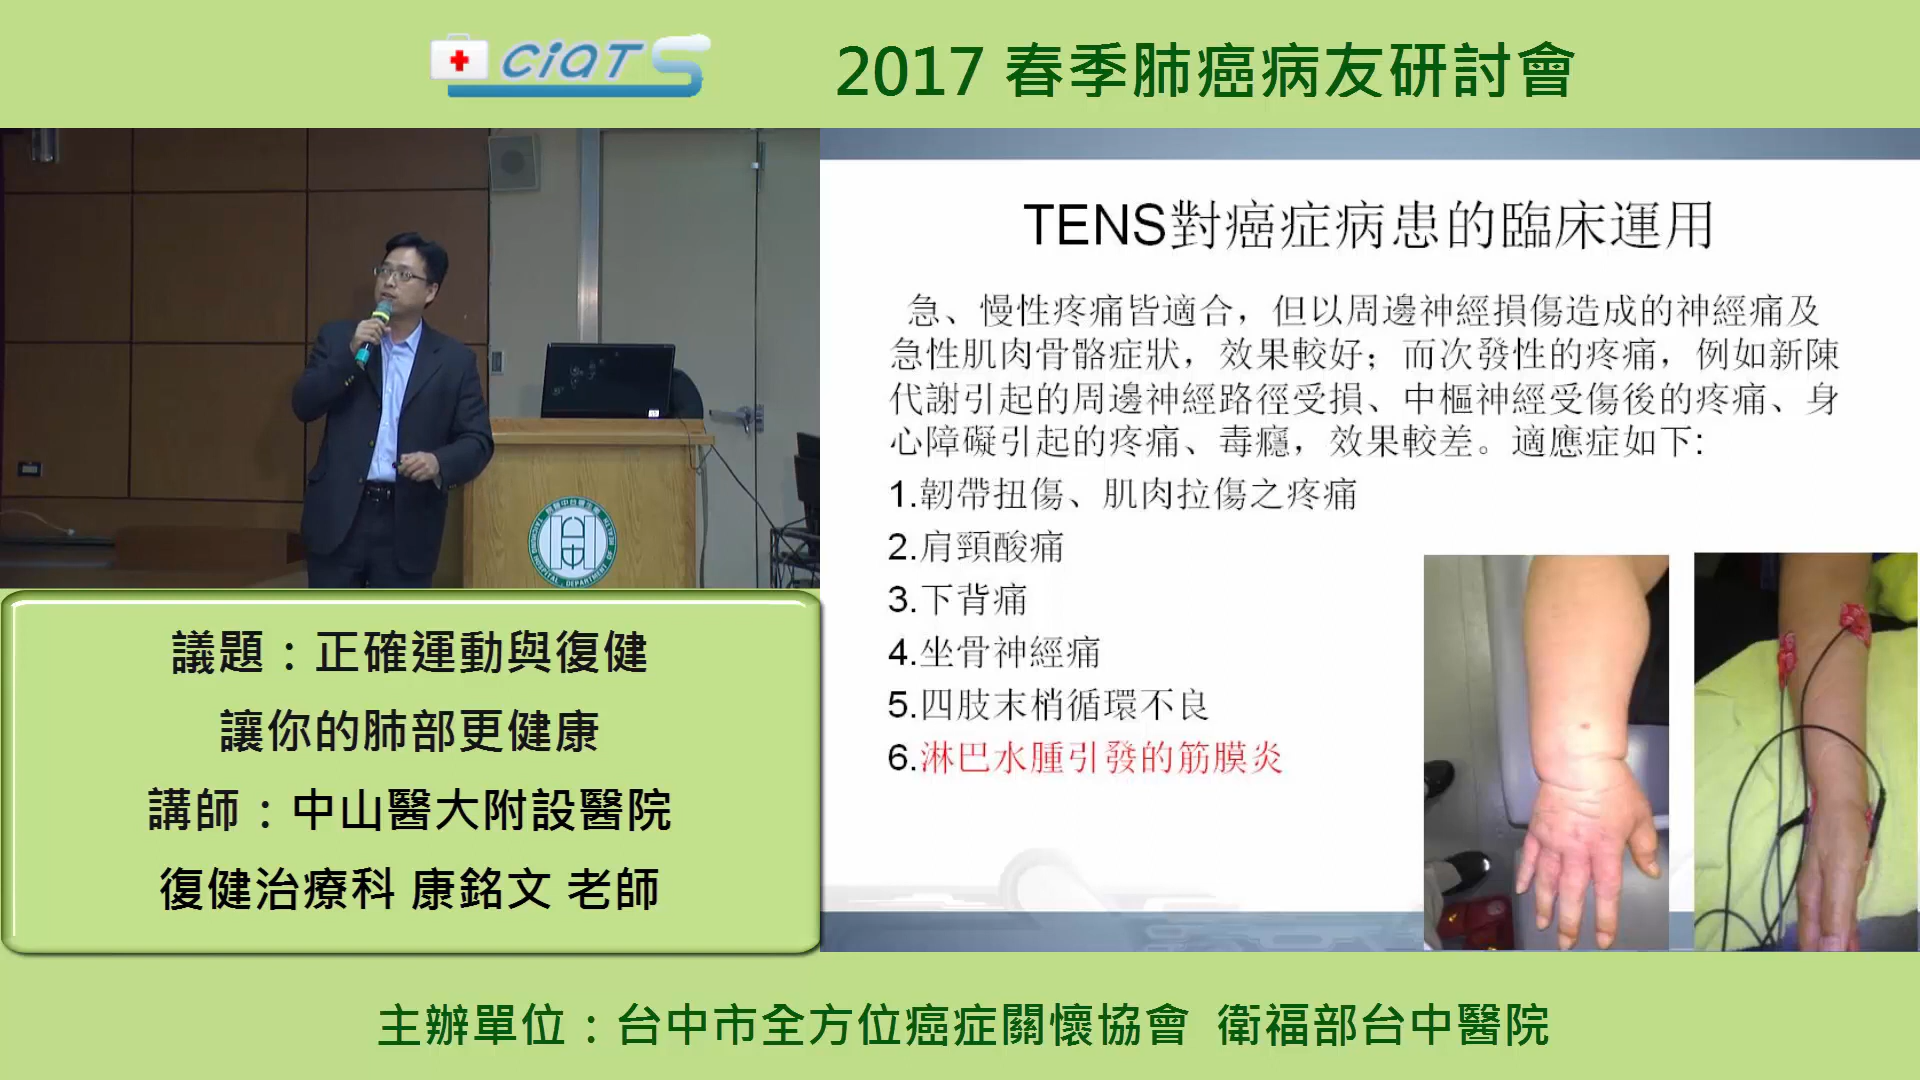 CiaTS
2017 春季肺癌病友研討會
TENS對癌症病患的臨床運用
急、慢性疼痛皆適合，但以周邊神經損傷造成的神經痛及
急性肌肉骨骼症狀，效果較好；而次發性的疼痛，例如新陳
代謝引起的周邊神經路徑受損、中樞神經受傷後的疼痛、身
心障礙引起的疼痛、毒癮，效果較差。適應症如下:
1.韌帶扭傷、肌肉拉傷之疼痛
2.肩頸酸痛
3.下背痛
4.坐骨神經痛
5.四肢末梢循環不良
6.淋巴水腫引發的筋膜炎
議題：正確運動與復健
讓你的肺部更健康
講師：中山醫大附設醫院
復健治療科 康銘文 老師
主辦單位：台中市全方位癌症關懷協會 衛福部台中醫院